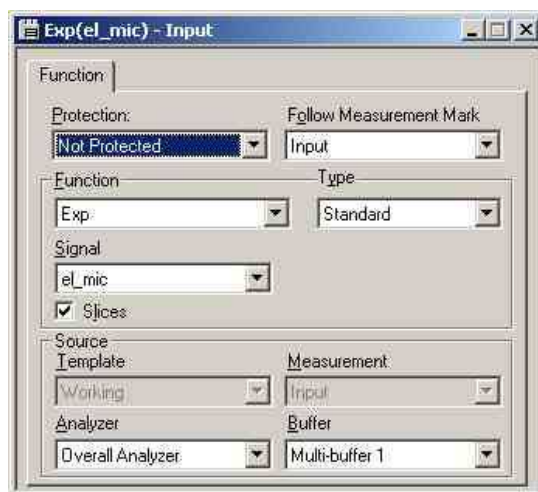 Exp(el_mic) - Input
Function
Protection: Follow Measurement Mark
Not Protected Input
Function Type
Exp Standard
Signal
el_mic
Slices
Source
Template Measurement
Working Input
Analyzer Buffer
Overall Analyzer Multi-buffer 1